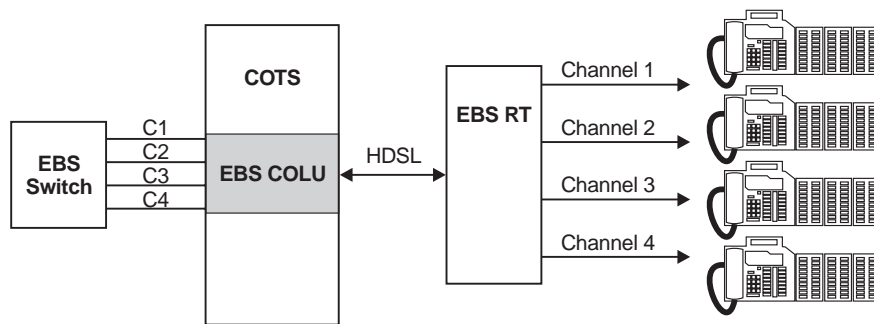 COTS
EBS
Switch
C1
C2
C3
C4
EBS COLU
HDSL
EBS RT
Channel 1
Channel 2
Channel 3
Channel 4